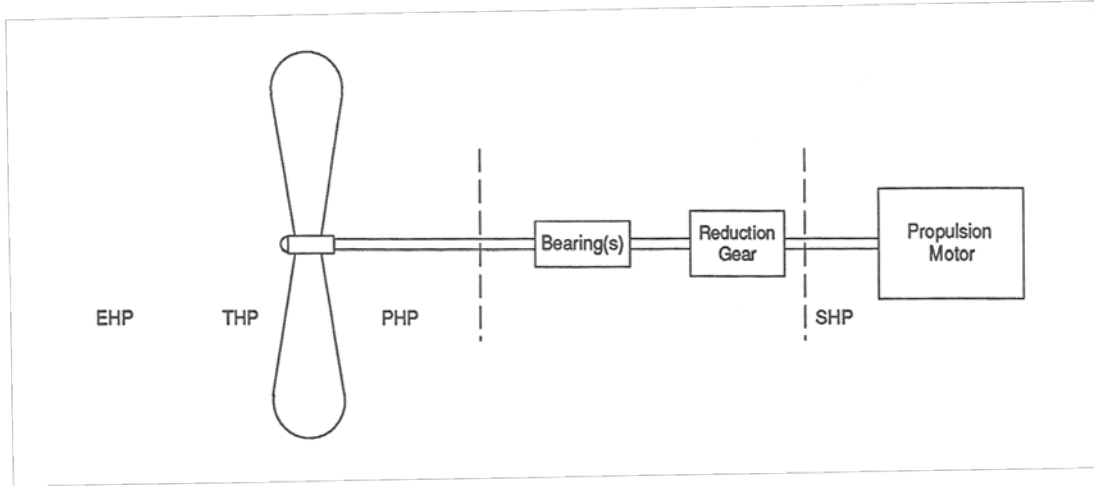 Bearing(s)
Reduction
Gear
Propulsion
Motor
EHP
THP
PHP
SHP